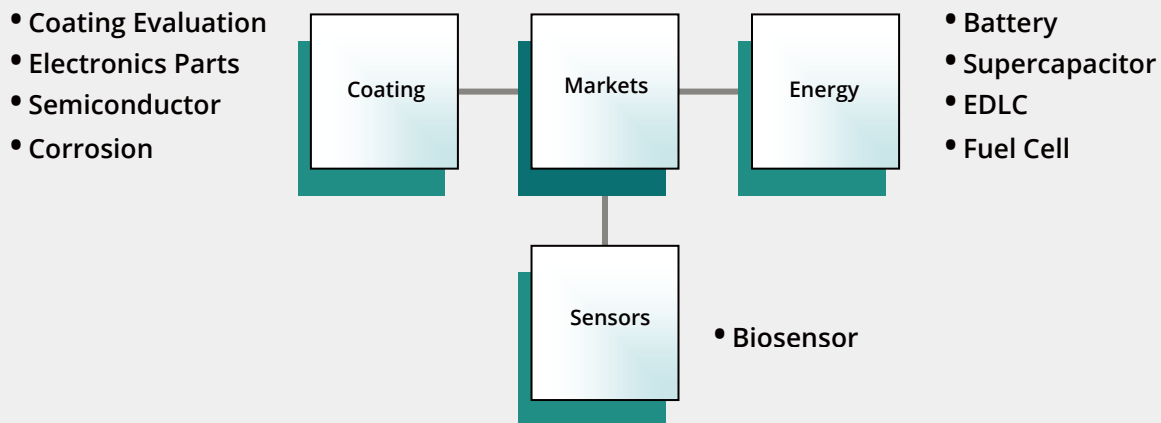 • Coating Evaluation
• Electronics Parts
• Semiconductor
• Corrosion
Coating
Markets
Energy
• Battery
• Supercapacitor
• EDLC
• Fuel Cell
Sensors
• Biosensor